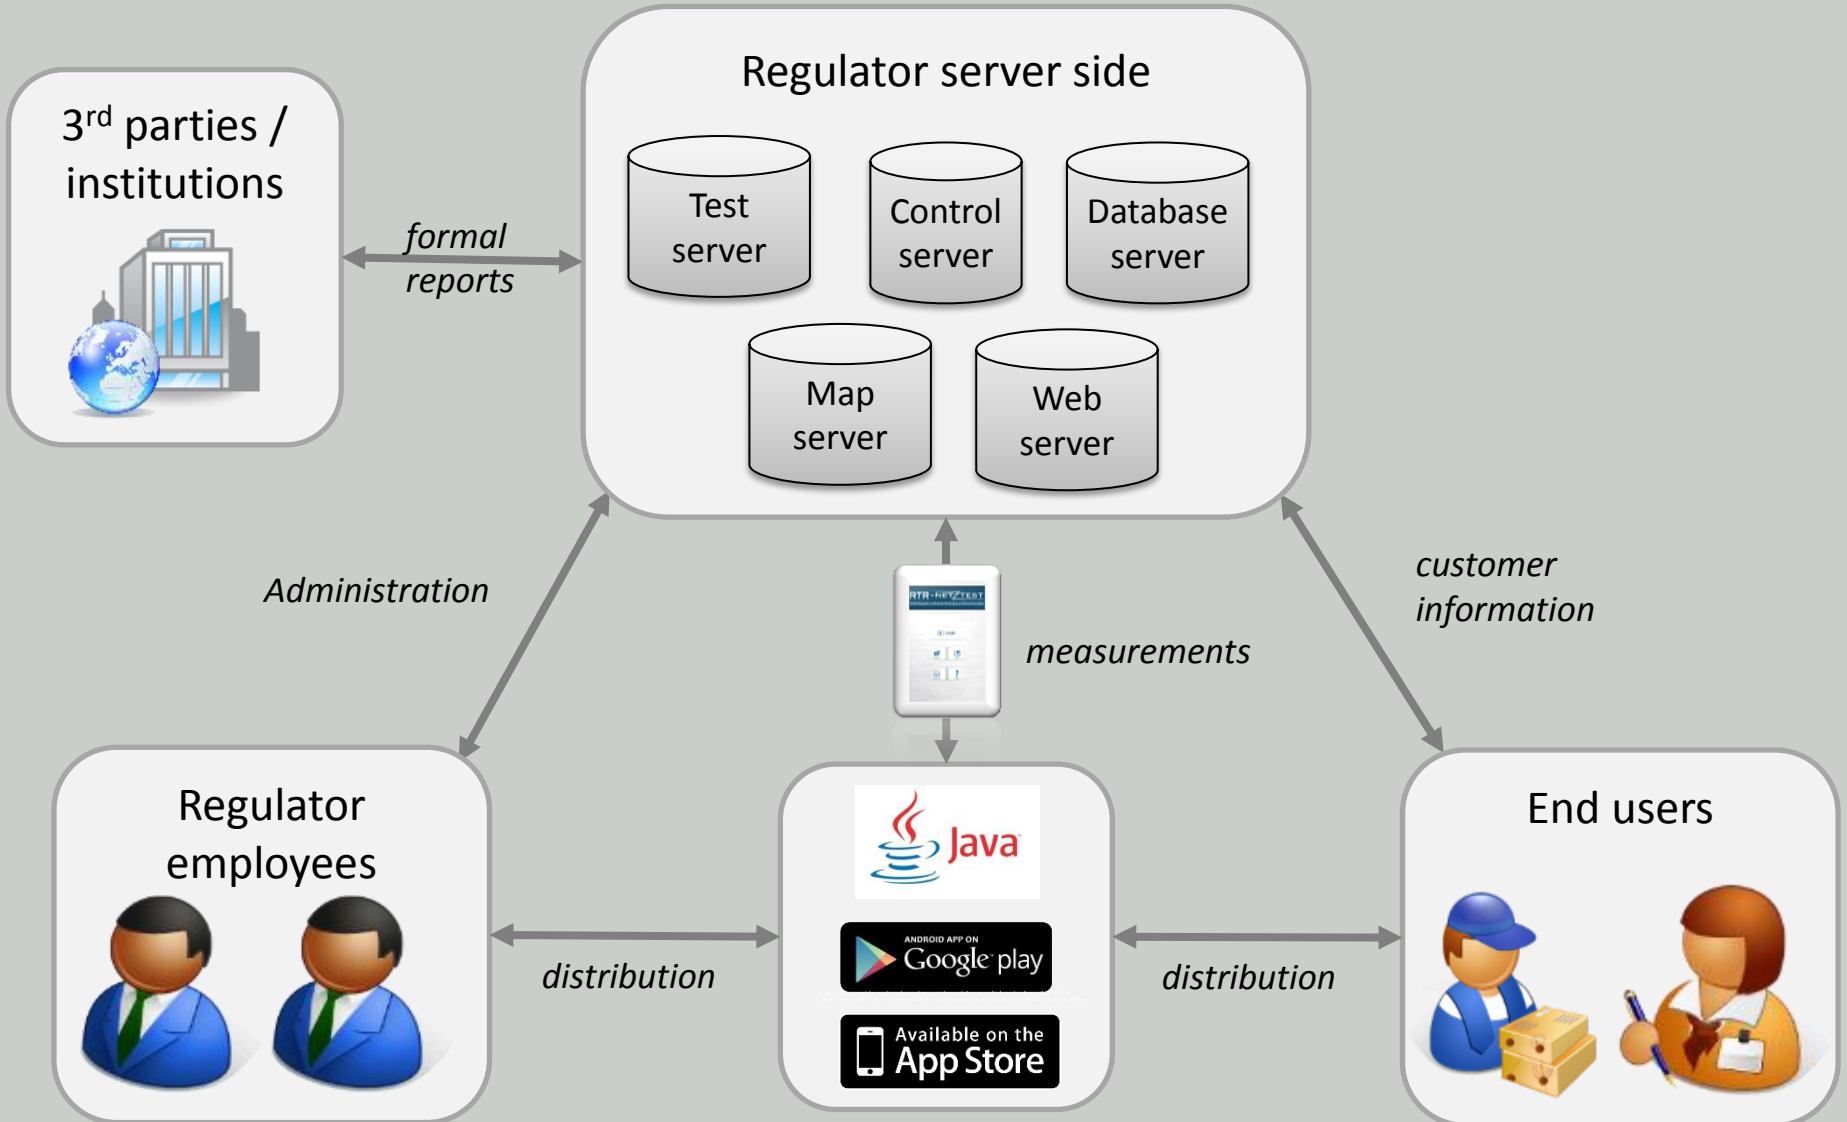 Regulator server side
3rd parties /
institutions
Test
server
Control
server
Database
server
formal
reports
Map
server
Web
server
Administration
customer
information
RTR-NETZTEST
measurements
Regulator
employees
Java
End users
ANDROID APP ON
Google play
distribution
distribution
Available on the
App Store